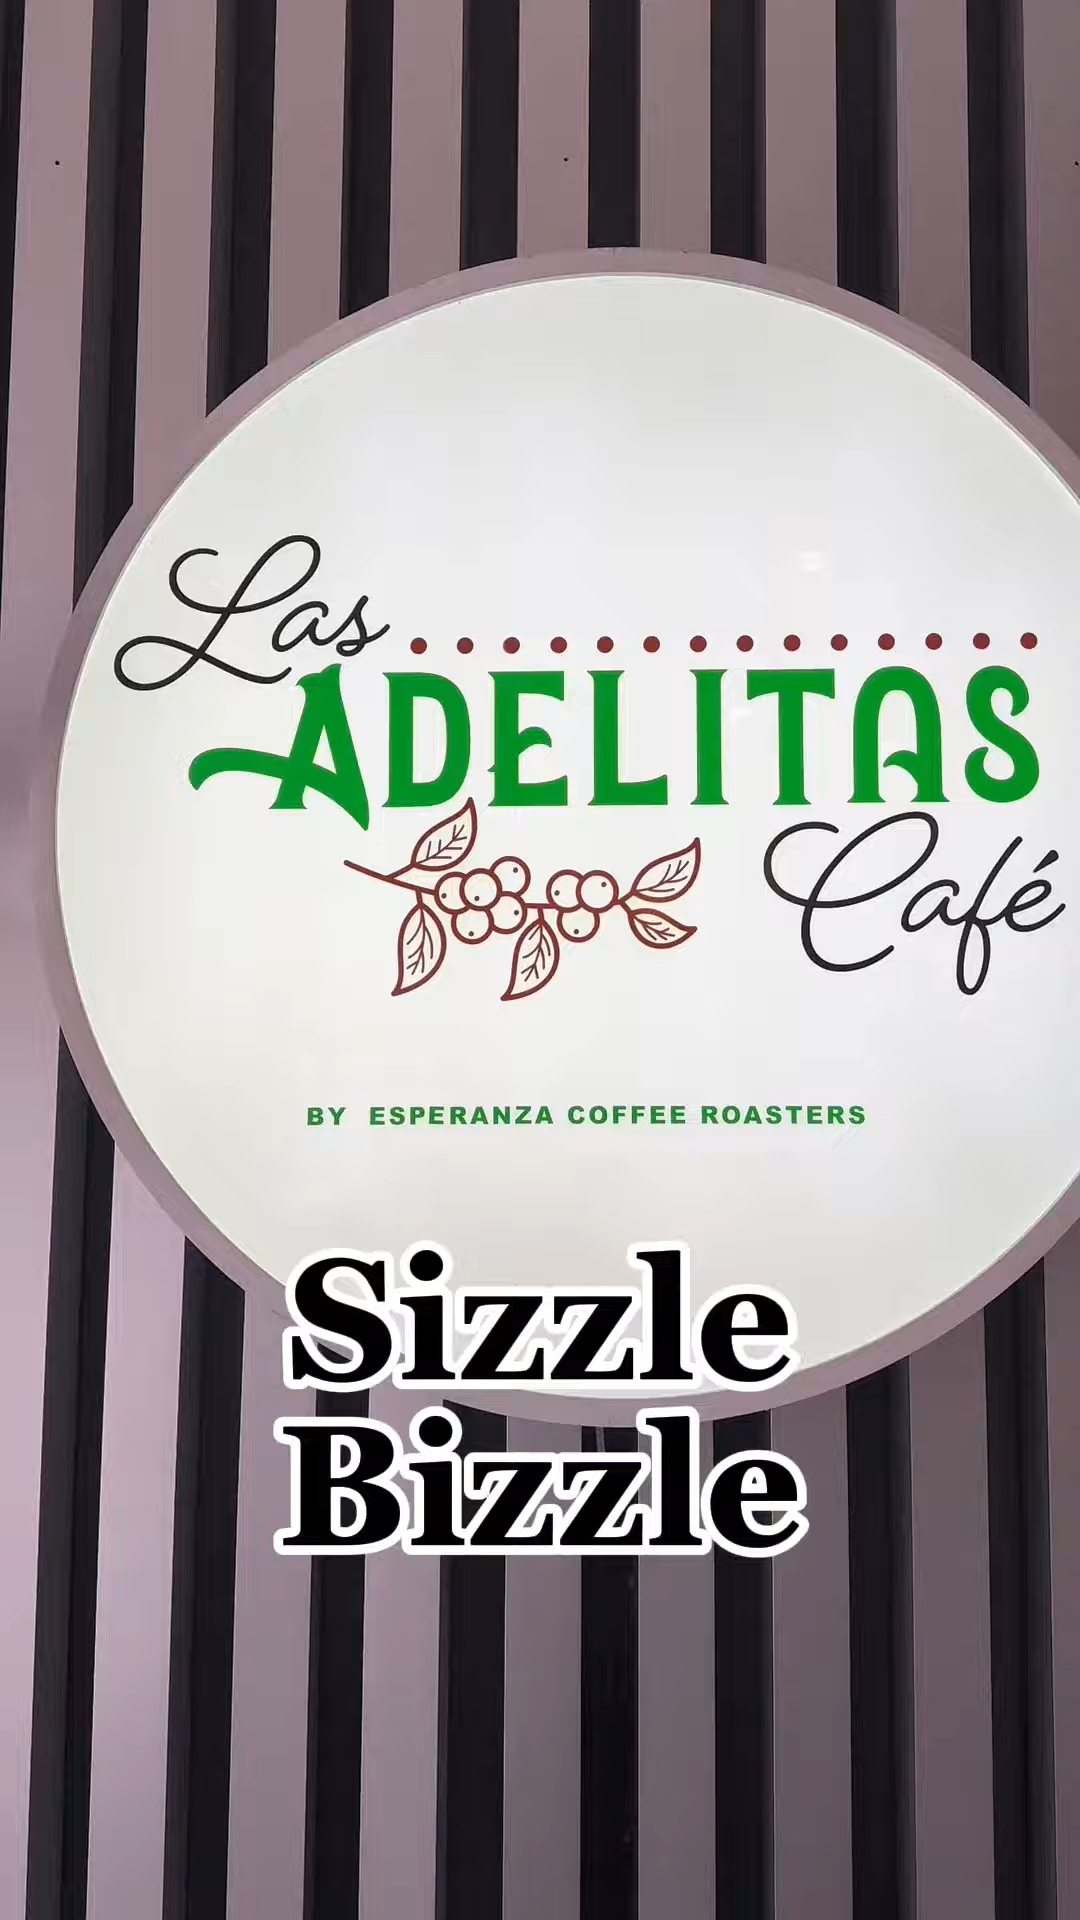 Las
ADELITAS
Café
BY ESPERANZA COFFEE ROASTERS
Sizzle
Bizzle